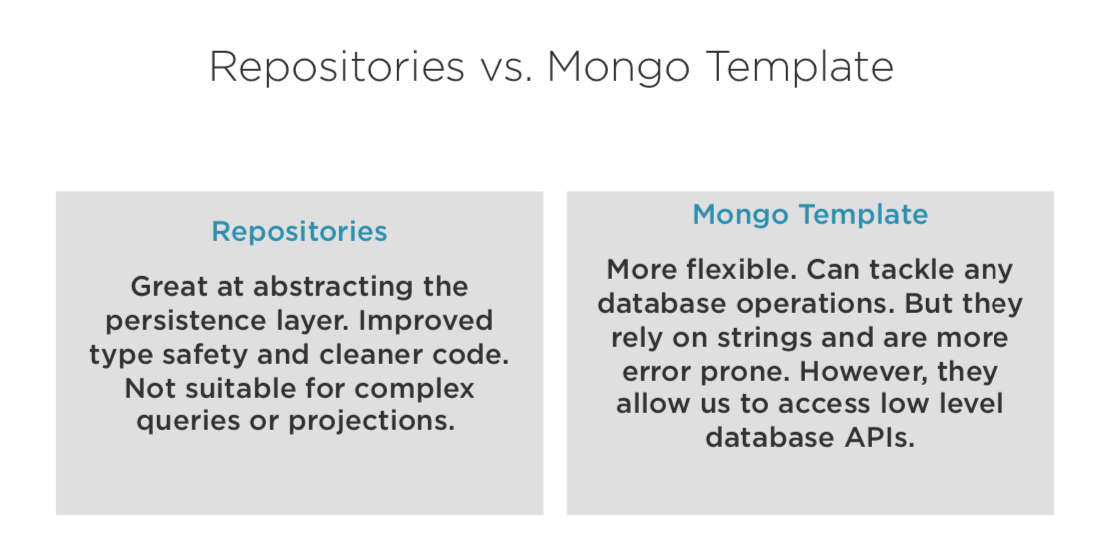 Repositories vs. Mongo Template
Repositories
Great at abstracting the
persistence layer. Improved
type safety and cleaner code.
Not suitable for complex
queries or projections.
Mongo Template
More flexible. Can tackle any
database operations. But they
rely on strings and are more
error prone. However, they
allow us to access low level
database APIs.